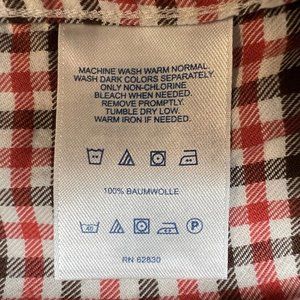 MACHINE WASH WARM NORMAL.
WASH DARK COLORS SEPARATELY.
ONLY NON-CHLORINE
BLEACH WHEN NEEDED.
REMOVE PROMPTLY.
TUMBLE DRY LOW.
WARM IRON IF NEEDED.
100% BAUMWOLLE
40 P
RN 62830